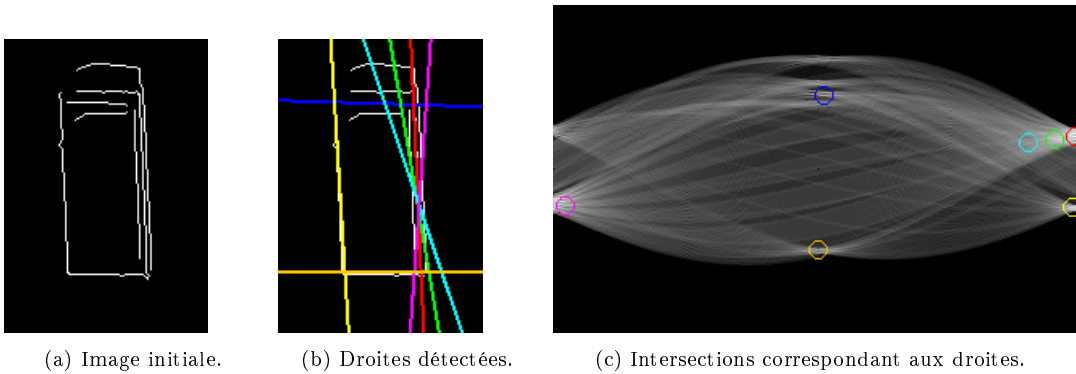 (a) Image initiale.
(b) Droites détectées.
(c) Intersections correspondant aux droites.